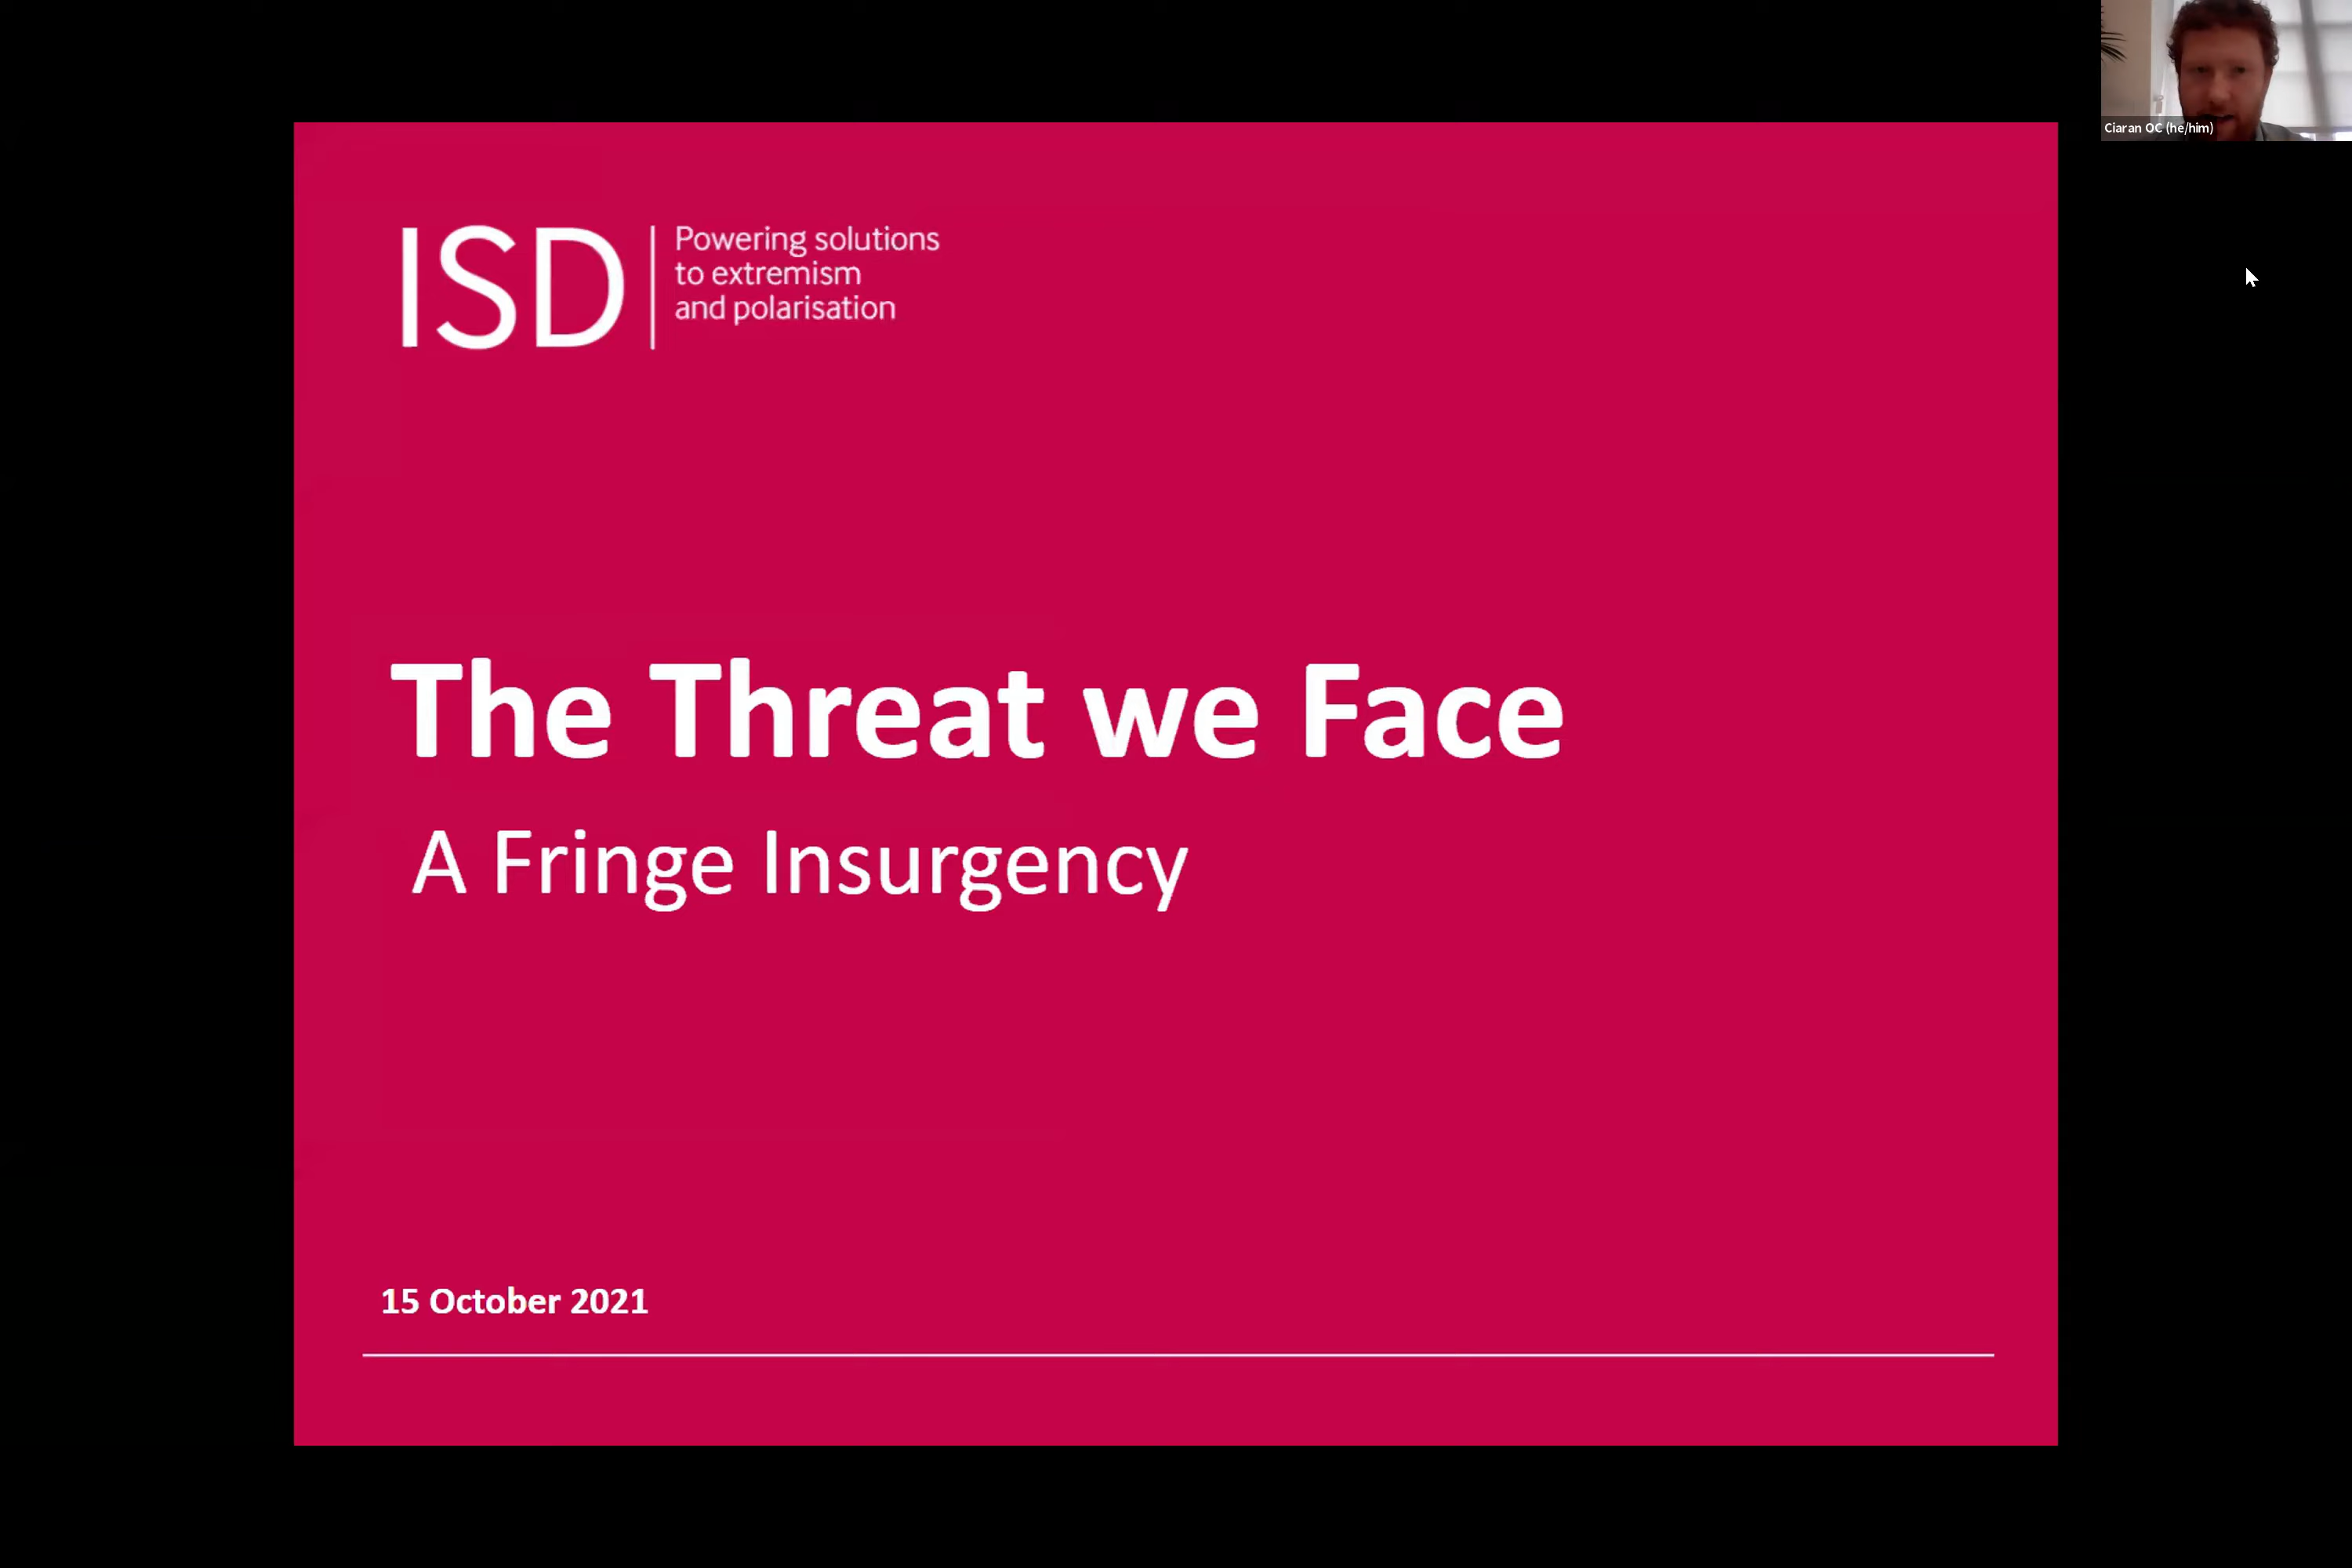 ISD
Powering solutions
to extremism
and polarisation
Ciaran OC (he/him)
The Threat we Face
A Fringe Insurgency
15 October 2021